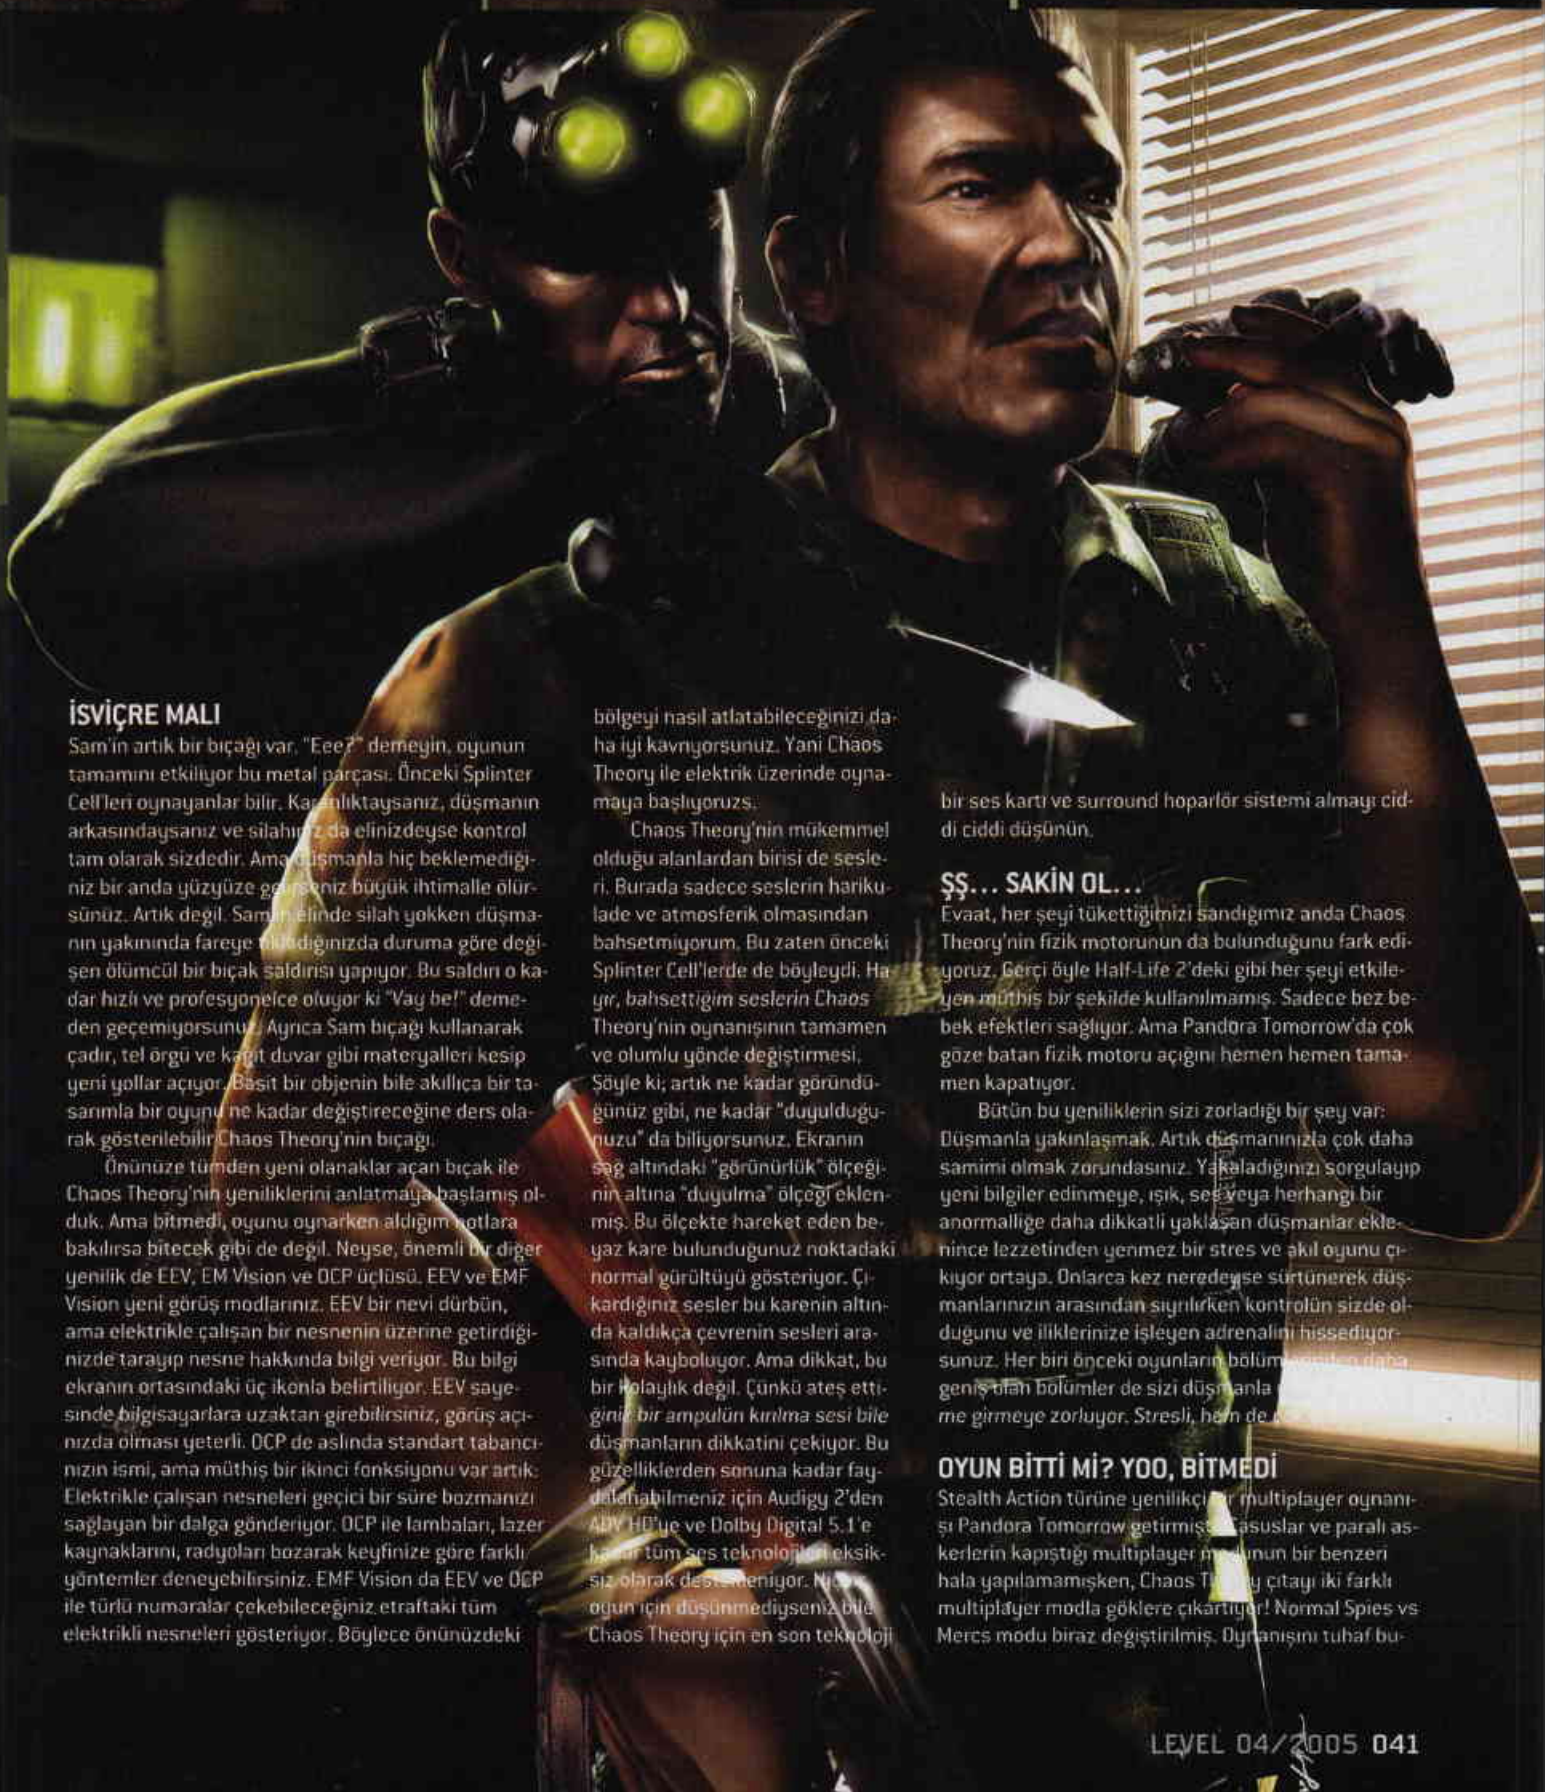 İSVİÇRE MALI
Sam'in artık bir bıçağı var. "Eee?" demeyin, oyunun
tamamını etkiliyor bu metal parçası. Önceki Splinter
Cell'leri oynayanlar bilir. Karanlıktaysanız, düşmanın
arkasındaysanız ve silahınız da elinizdeyse kontrol
tam olarak sizdedir. Ama düşmanla hiç beklemediği-
niz bir anda yüzyüze gelirseniz büyük ihtimalle ölür-
sünüz. Artık değil. Sam'in elinde silah yokken düşma-
nın yakınında fareye tıkladığınızda duruma göre deği-
şen ölümcül bir bıçak saldırısı yapıyor. Bu saldırı o ka-
dar hızlı ve profesyonelce oluyor ki "Vay be!" deme-
den geçemiyorsunuz. Ayrıca Sam bıçağı kullanarak
çadır, tel örgü ve kağıt duvar gibi materyalleri kesip
yeni yollar açıyor. Basit bir objenin bile akıllıca bir ta-
sarımla bir oyunu ne kadar değiştireceğine ders ola-
rak gösterilebilir Chaos Theory'nin bıçağı.
Önünüze tümden yeni olanaklar açan bıçak ile
Chaos Theory'nin yeniliklerini anlatmaya başlamış ol-
duk. Ama bitmedi, oyunu oynarken aldığım notlara
bakılırsa bitecek gibi de değil. Neyse, önemli bir diğer
yenilik de EEV, EM Vision ve OCP üçlüsü. EEV ve EMF
Vision yeni görüş modlarınız. EEV bir nevi dürbün,
ama elektrikle çalışan bir nesnenin üzerine getirdiği-
nizde tarayıp nesne hakkında bilgi veriyor. Bu bilgi
ekranın ortasındaki üç ikonla belirtiliyor. EEV saye-
sinde bilgisayarlara uzaktan girebilirsiniz, görüş açı-
nızda olması yeterli. OCP de aslında standart tabanca-
nızın ismi, ama müthiş bir ikinci fonksiyonu var artık:
Elektrikle çalışan nesneleri geçici bir süre bozmanızı
sağlayan bir dalga gönderiyor. OCP ile lambaları, lazer
kaynaklarını, radyoları bozarak keyfinize göre farklı
yöntemler deneyebilirsiniz. EMF Vision da EEV ve OCP
ile türlü numaralar çekebileceğiniz etraftaki tüm
elektrikli nesneleri gösteriyor. Böylece önünüzdeki
bölgeyi nasıl atlatabileceğinizi da-
ha iyi kavrıyorsunuz. Yani Chaos
Theory ile elektrik üzerinde oyna-
maya başlıyoruzs.
Chaos Theory'nin mükemmel
olduğu alanlardan birisi de sesle-
ri. Burada sadece seslerin hariku-
lade ve atmosferik olmasından
bahsetmiyorum. Bu zaten önceki
Splinter Cell'lerde de böyleydi. Ha-
yır, bahsettiğim seslerin Chaos
Theory'nin oynanışının tamamen
ve olumlu yönde değiştirmesi.
Söyle ki; artık ne kadar göründü-
günüz gibi, ne kadar "duyulduğu-
nuzu" da biliyorsunuz. Ekranın
sağ altındaki "görünürlük" ölçeği-
nin altına "duyulma" ölçeği eklen-
miş. Bu ölçekte hareket eden be-
yaz kare bulunduğunuz noktadaki
normal gürültüyü gösteriyor. Çı-
kardığınız sesler bu karenin altın-
da kaldıkça çevrenin sesleri ara-
sında kayboluyor. Ama dikkat, bu
bir kolaylık değil. Çünkü ateş etti-
ğiniz bir ampulün kırılma sesi bile
düşmanların dikkatini çekiyor. Bu
güzelliklerden sonuna kadar fay-
dalanabilmeniz için Audigy 2'den
ADV HD'ye ve Dolby Digital 5.1'e
kadar tüm ses teknolojileri eksik-
siz olarak destekleniyor.
oyun için düşünmediyseniz bile
Chaos Theory için en son teknoloji
bir ses kartı ve surround hoparlör sistemi almayı cid-
di ciddi düşünün.
ŞŞ... SAKİN OL...
Evaat, her şeyi tükettiğimizi sandığımız anda Chaos
Theory'nin fizik motorunun da bulunduğunu fark edi-
yoruz. Gerçi öyle Half-Life 2'deki gibi her şeyi etkile-
yen müthiş bir şekilde kullanılmamış. Sadece bez be-
bek efektleri sağlıyor. Ama Pandora Tomorrow'da çok
göze batan fizik motoru açığını hemen hemen tama-
men kapatıyor.
Bütün bu yeniliklerin sizi zorladığı bir şey var:
Düşmanla yakınlaşmak. Artık düşmanınızla çok daha
samimi olmak zorundasınız. Yakaladığınızı sorgulayıp
yeni bilgiler edinmeye, ışık, ses veya herhangi bir
anormalliğe daha dikkatli yaklaşan düşmanlar ekle-
nince lezzetinden yenmez bir stres ve akıl oyunu çı-
kıyor ortaya. Onlarca kez neredeyse sürtünerek düş-
manlarınızın arasından sıyrılırken kontrolün sizde ol-
duğunu ve iliklerinize işleyen adrenalini hissediyor-
sunuz. Her biri önceki oyunların bölümlerinden daha
geniş olan bölümler de sizi düşmanla
me girmeye zorluyor. Stresli, hem de
OYUN BİTTİ Mİ? YOO, BİTMEDİ
Stealth Action türüne yenilikçi bir multiplayer oynanı-
şı Pandora Tomorrow getirmişti. Casuslar ve paralı as-
kerlerin kapıştığı multiplayer modunun bir benzeri
hala yapılamamışken, Chaos Theory çıtayı iki farklı
multiplayer modla göklere çıkartıyor! Normal Spies vs
Mercs modu biraz değiştirilmiş. Oynanışını tuhaf bu-
LEVEL 04/2005 041